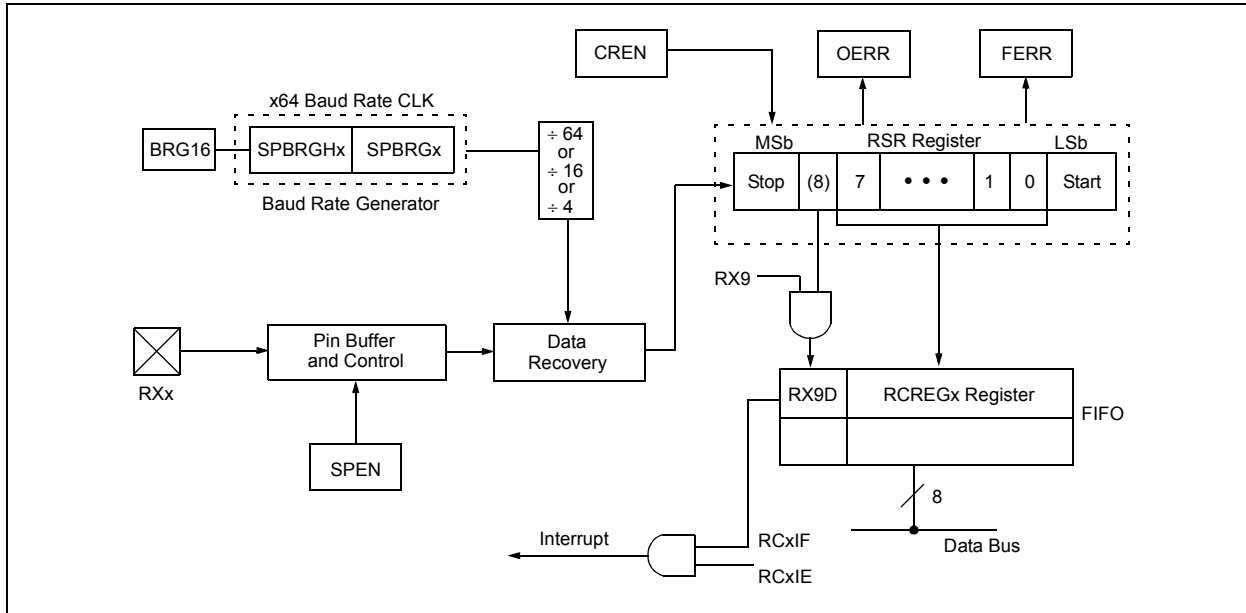 CREN
OERR
FERR
x64 Baud Rate CLK
BRG16
SPBRGHx
SPBRGx
Baud Rate Generator
÷ 64
or
÷ 16
or
÷ 4
MSb
RSR Register
LSb
Stop
(8)
7
• • •
1
0
Start
RX9
RXx
Pin Buffer
and Control
Data
Recovery
SPEN
RX9D
RCREGx Register
FIFO
8
Data Bus
Interrupt
RCxIF
RCxIE